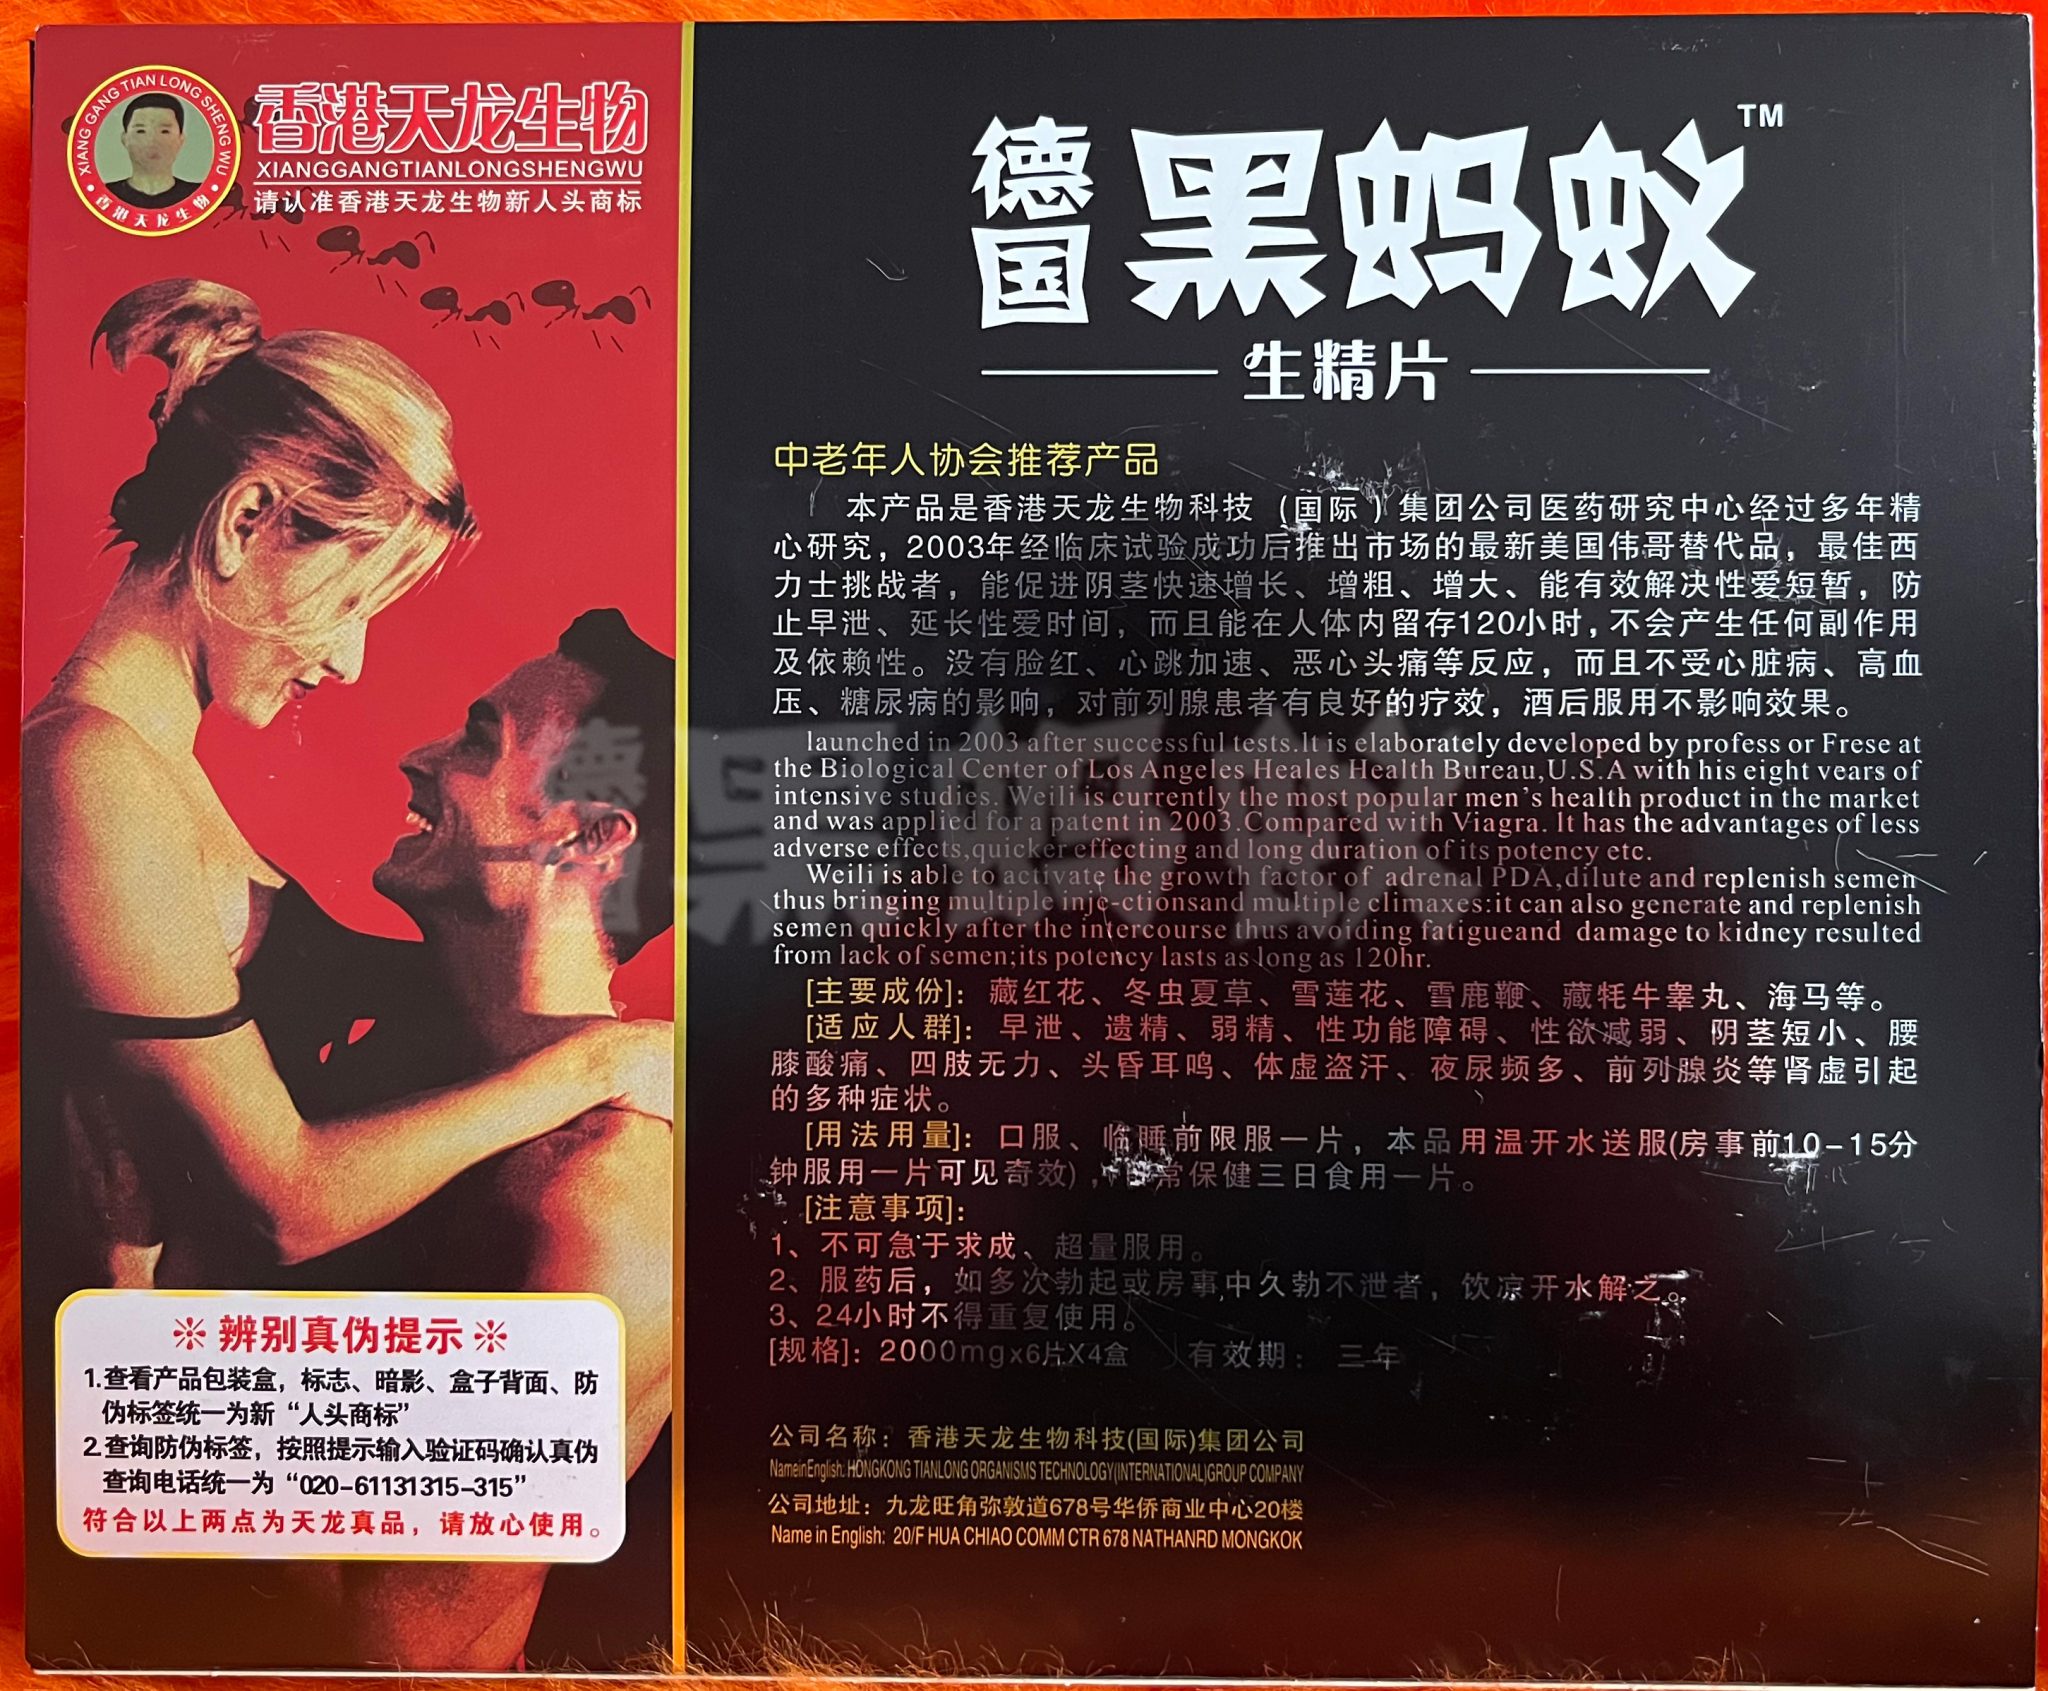 XIANG GANG TIAN LONG SHENG WU
香港天龙生物
香港天龙生物
XIANGGANGTIANLONGSHENGWU
请认准香港天龙生物新人头商标
※辨别真伪提示※
1.查看产品包装盒，标志、暗影、盒子背面、防
伪标签统一为新“人头商标”
2.查询防伪标签，按照提示输入验证码确认真伪
查询电话统一为“020-61131315-315”
符合以上两点为天龙真品，请放心使用。
德国
黑蚂蚁TM
生精片
中老年人协会推荐产品
本产品是香港天龙生物科技（国际）集团公司医药研究中心经过多年精
心研究，2003年经临床试验成功后推出市场的最新美国伟哥替代品，最佳西
力士挑战者，能促进阴茎快速增长、增粗、增大、能有效解决性爱短暂，防
止早泄、延长性爱时间，而且能在人体内留存120小时，不会产生任何副作用
及依赖性。没有脸红、心跳加速、恶心头痛等反应，而且不受心脏病、高血
压、糖尿病的影响，对前列腺患者有良好的疗效，酒后服用不影响效果。
launched in 2003 after successful tests.It is elaborately developed by profess or Frese at
the Biological Center of Los Angeles Heales Health Bureau,U.S.A with his eight vears of
intensive studies. Weili is currently the most popular men's health product in the market
and was applied for a patent in 2003.Compared with Viagra. It has the advantages of less
adverse effects,quicker effecting and long duration of its potency etc.
Weili is able to activate the growth factor of adrenal PDA,dilute and replenish semen
thus bringing multiple inje-ctionsand multiple climaxes:it can also generate and replenish
semen quickly after the intercourse thus avoiding fatigueand damage to kidney resulted
from lack of semen;its potency lasts as long as 120hr.
[主要成份]：藏红花、冬虫夏草、雪莲花、雪鹿鞭、藏牦牛睾丸、海马等。
[适应人群]：早泄、遗精、弱精、性功能障碍、性欲减弱、阴茎短小、腰
膝酸痛、四肢无力、头昏耳鸣、体虚盗汗、夜尿频多、前列腺炎等肾虚引起
的多种症状。
[用法用量]：口服、临睡前限服一片，本品用温开水送服(房事前10-15分
钟服用一片可见奇效)，常保健三日食用一片。
[注意事项]：
1、不可急于求成、超量服用。
2、服药后，如多次勃起或房事中久勃不泄者，饮凉开水解之。
3、24小时不得重复使用。
[规格]：2000mgx6片X4盒 有效期：三年
公司名称：香港天龙生物科技(国际)集团公司
NameinEnglish: HONGKONG TIANLONG ORGANISMS TECHNOLOGY(INTERNATIONAL)GROUP COMPANY
公司地址：九龙旺角弥敦道678号华侨商业中心20楼
Name in English: 20/F HUA CHIAO COMM CTR 678 NATHANRD MONGKOK